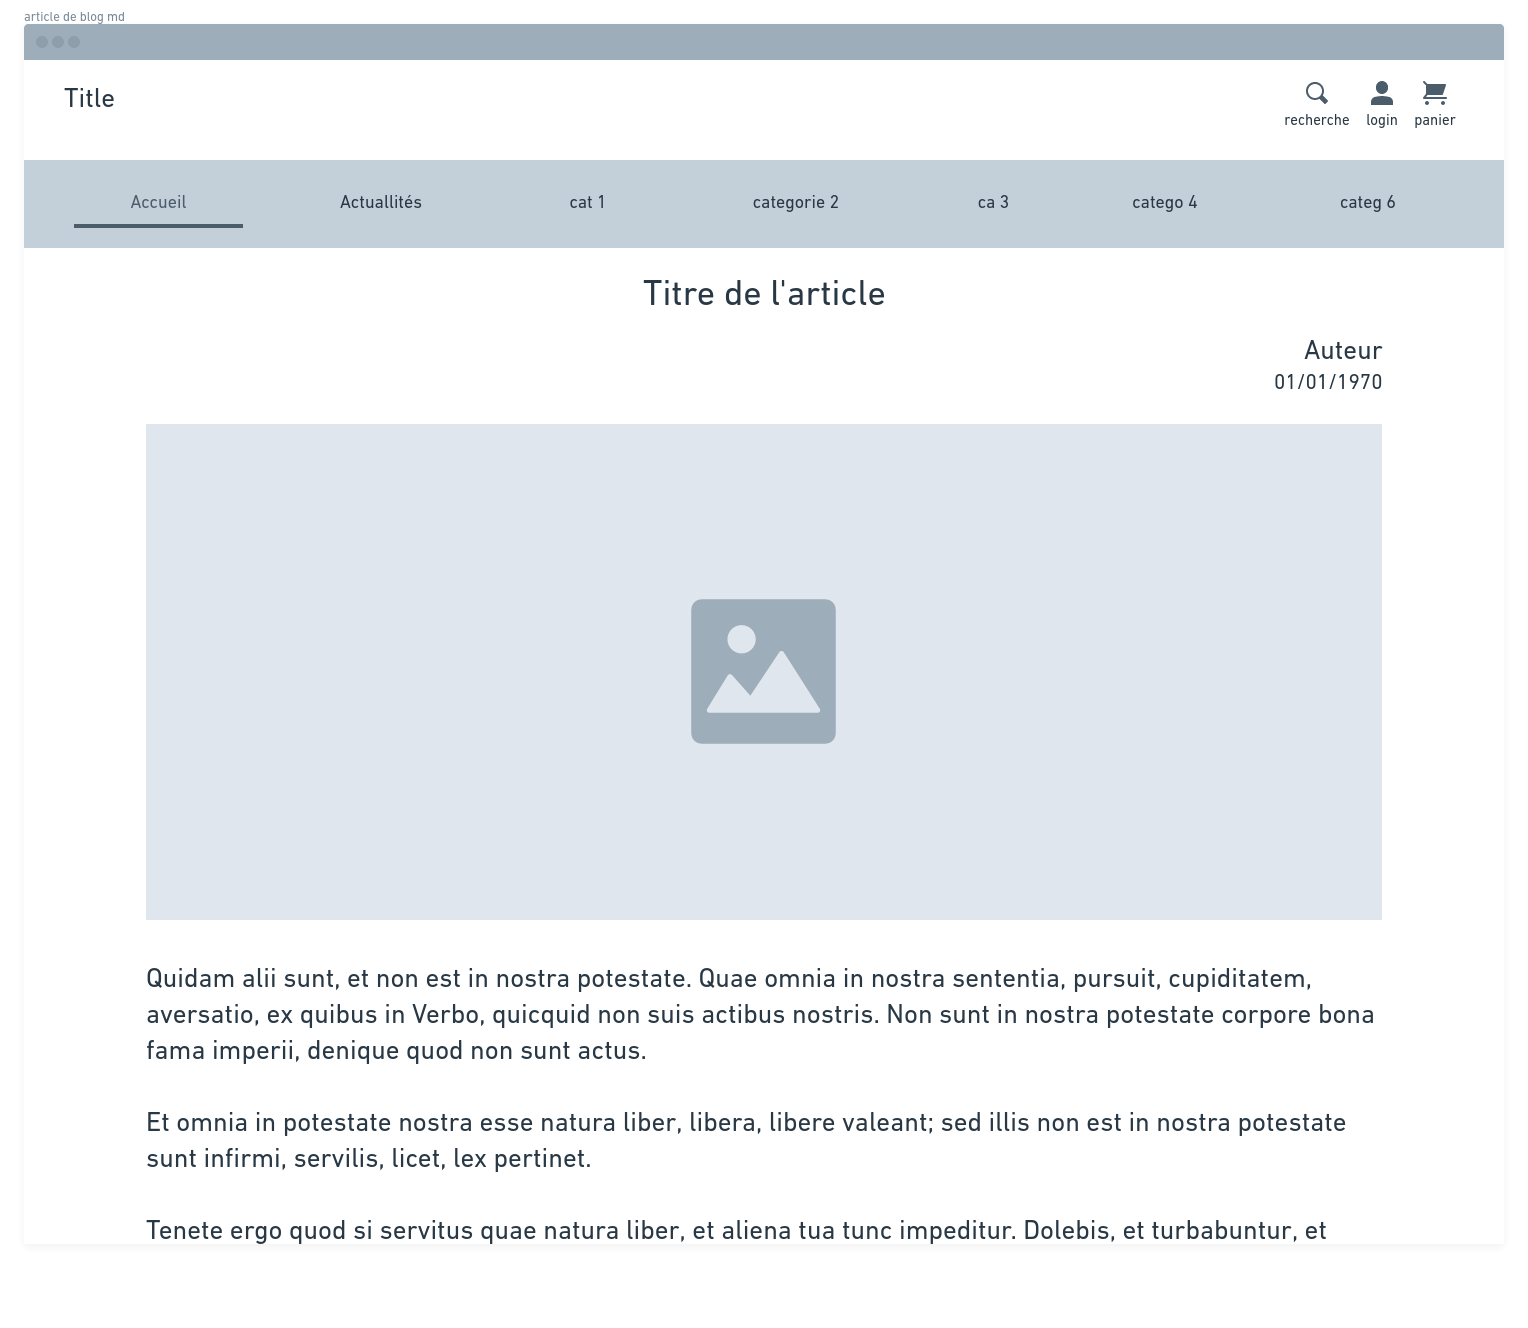 article de blog md
Title
recherche login panier
Accueil Actuallités cat 1 categorie 2 ca 3 catego 4 categ 6
Titre de l'article
Auteur
01/01/1970
Quidam alii sunt, et non est in nostra potestate. Quae omnia in nostra sententia, pursuit, cupiditatem,
aversatio, ex quibus in Verbo, quicquid non suis actibus nostris. Non sunt in nostra potestate corpore bona
fama imperii, denique quod non sunt actus.
Et omnia in potestate nostra esse natura liber, libera, libere valeant; sed illis non est in nostra potestate
sunt infirmi, servilis, licet, lex pertinet.
Tenete ergo quod si servitus quae natura liber, et aliena tua tunc impeditur. Dolebis, et turbabuntur, et